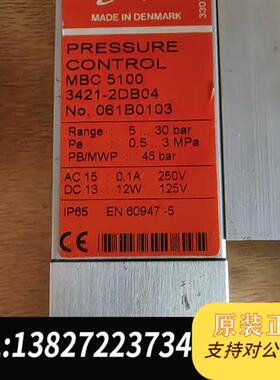 MADE IN DENMARK
330
PRESSURE
CONTROL
MBC 5100
3421-2DB04
No. 061B0103
Range : 5 ... 30 bar
Pe : 0.5 ... 3 MPa
PB/MWP : 45 bar
AC 15 : 0.1A 250V
DC 13 : 12W 125V
IP65 EN 60947 -5
CE
:13827223734
原装正品
支持对公